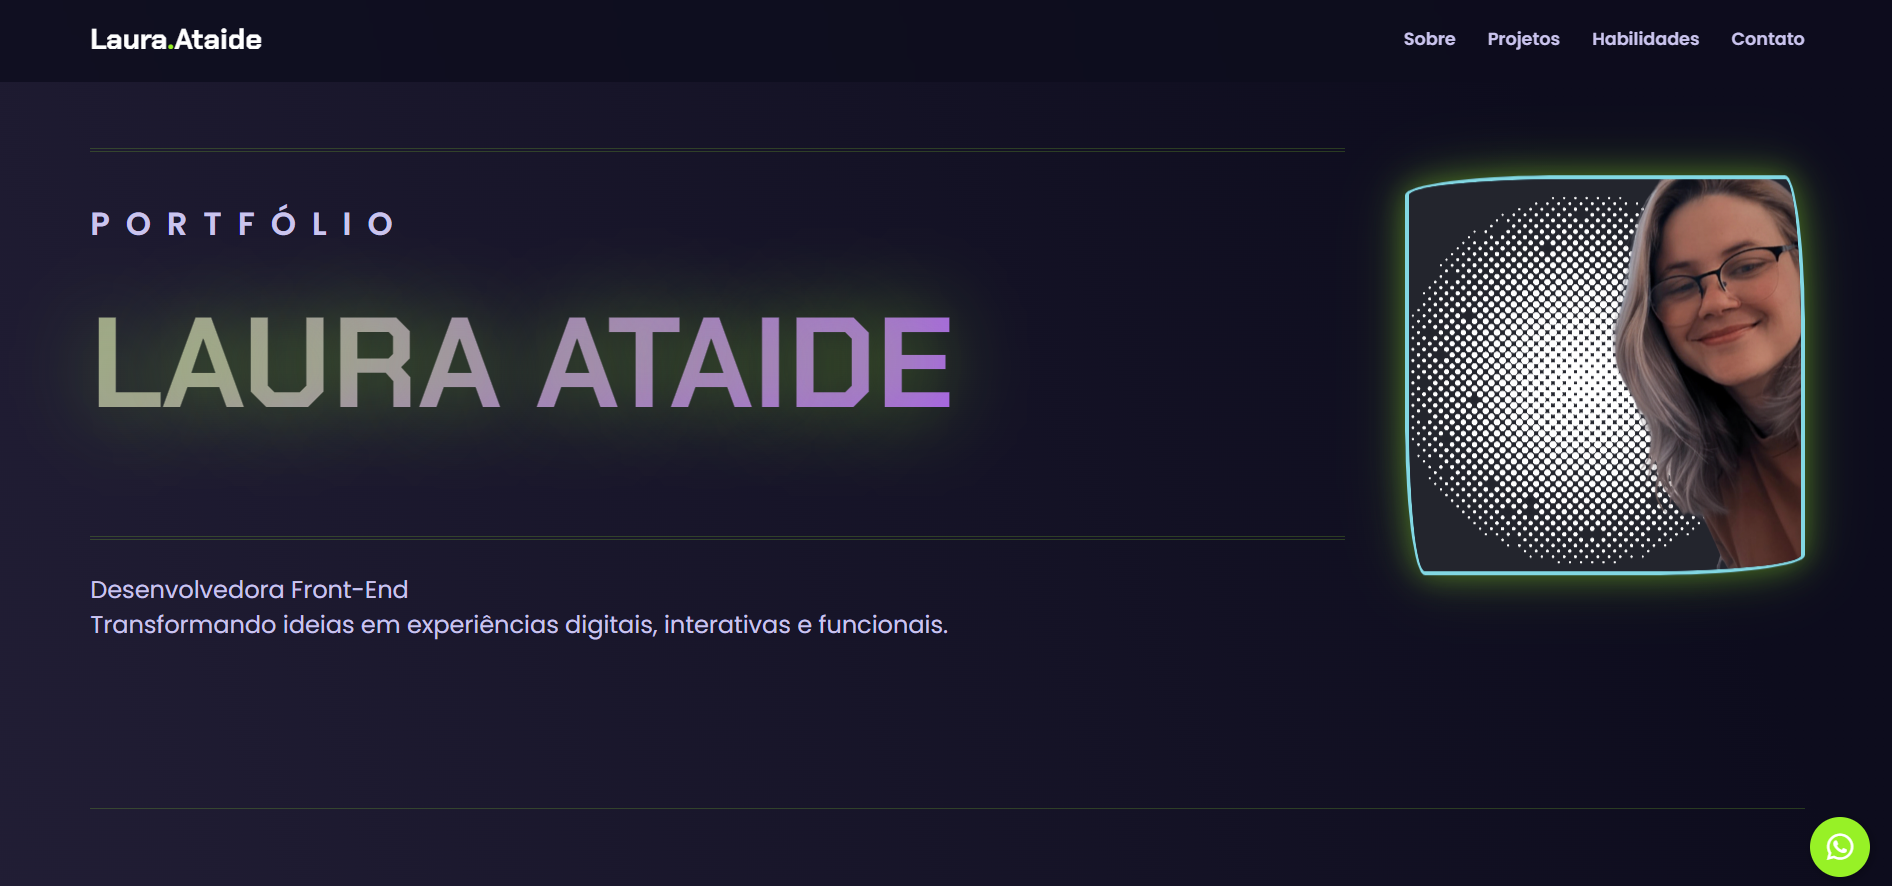 Laura.Ataide
Sobre Projetos Habilidades Contato
PORTFÓLIO
LAURA ATAIDE
Desenvolvedora Front-End
Transformando ideias em experiências digitais, interativas e funcionais.